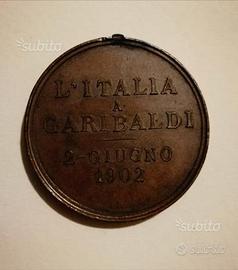 subito
L'ITALIA
A
GARIBALDI
2-GIUGNO
1902
subito
subito